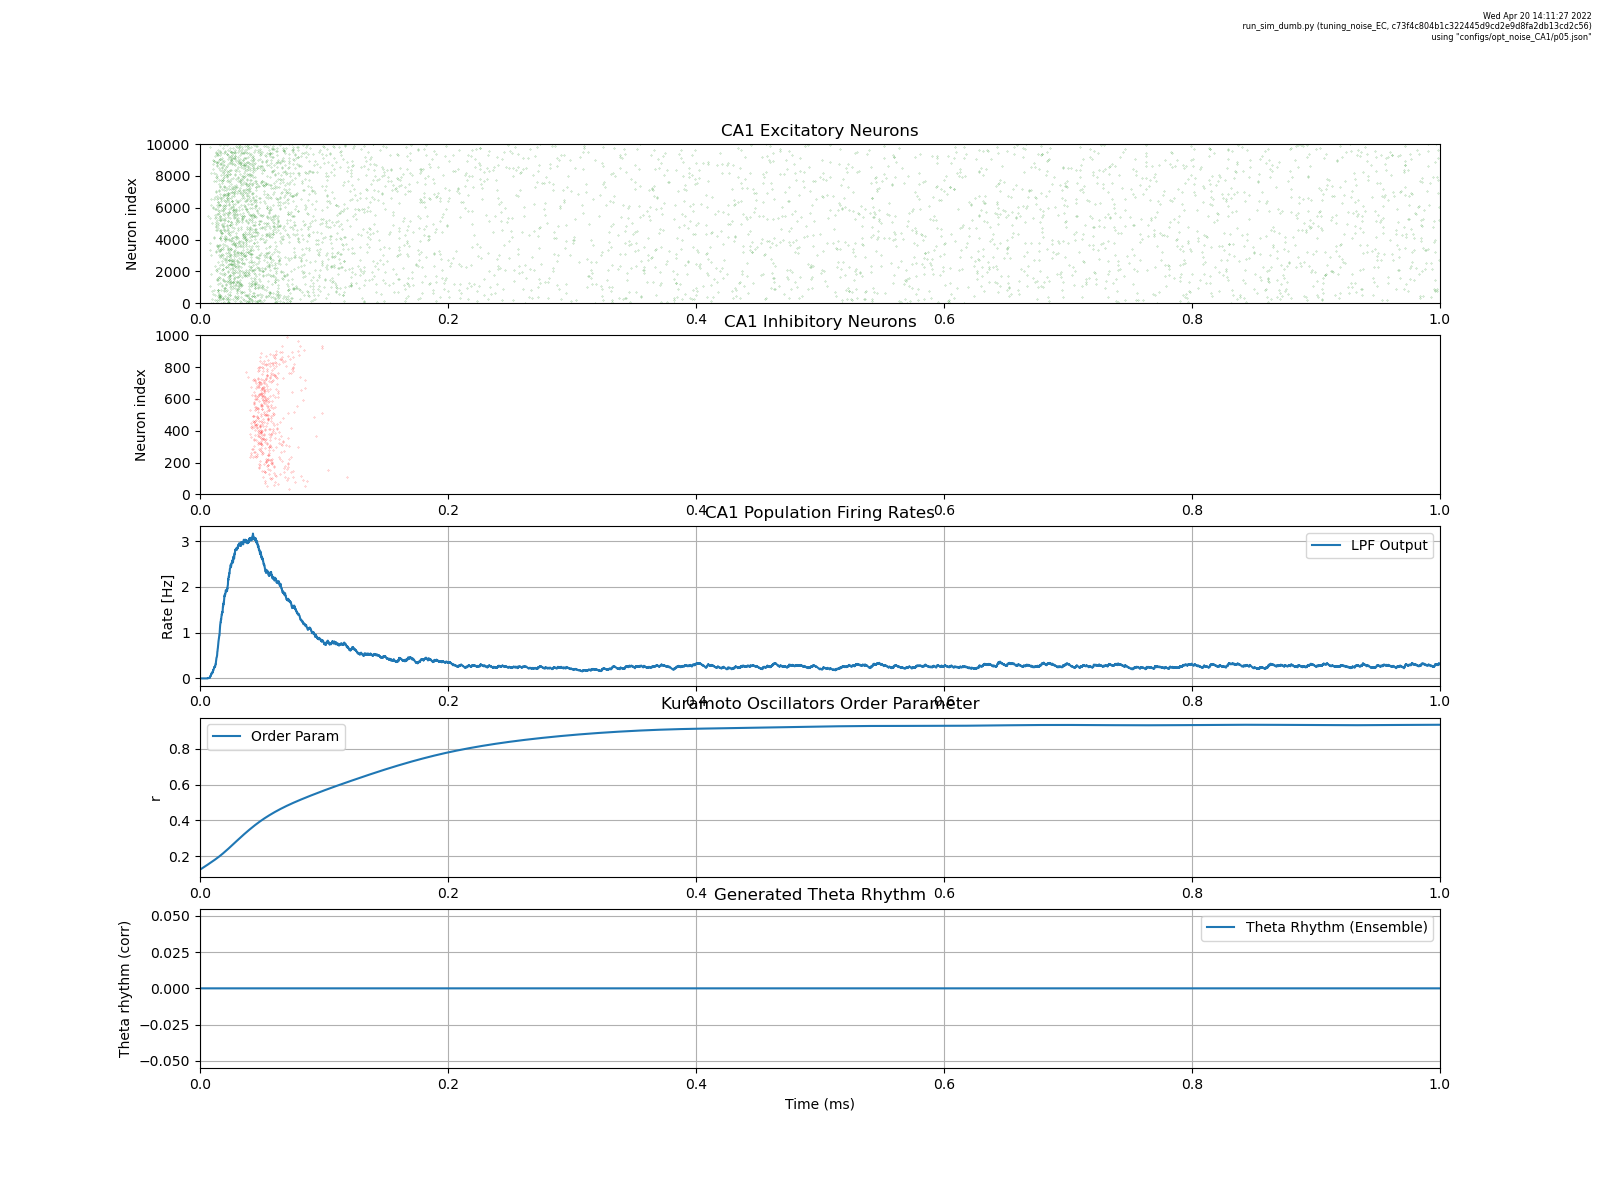 Wed Apr 20 14:11:27 2022
run_sim_dumb.py (tuning_noise_EC, c73f4c804b1c322445d9cd2e9d8fa2db13cd2c56)
using "configs/opt_noise_CA1/p05.json"
CA1 Excitatory Neurons
Neuron index
10000
8000
6000
4000
2000
0
0.0 0.2 0.4 0.6 0.8 1.0
CA1 Inhibitory Neurons
Neuron index
1000
800
600
400
200
0
0.0 0.2 0.4 0.6 0.8 1.0
CA1 Population Firing Rates
Rate [Hz]
3
2
1
0
LPF Output
0.0 0.2 0.4 0.6 0.8 1.0
Kuramoto Oscillators Order Parameter
r
0.8
0.6
0.4
0.2
Order Param
0.0 0.2 0.4 0.6 0.8 1.0
Generated Theta Rhythm
Theta rhythm (corr)
0.050
0.025
0.000
−0.025
−0.050
Theta Rhythm (Ensemble)
0.0 0.2 0.4 0.6 0.8 1.0
Time (ms)